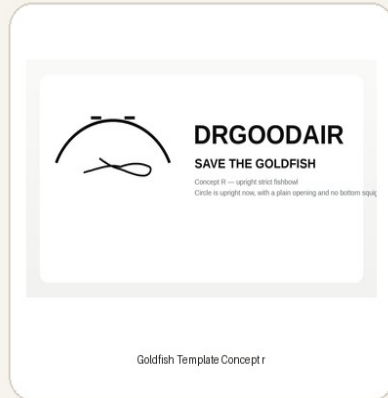 DRGOODAIR
SAVE THE GOLDFISH
Concept R — upright strict fishbowl
Circle is upright now, with a plain opening and no bottom
Goldfish Template Concept r